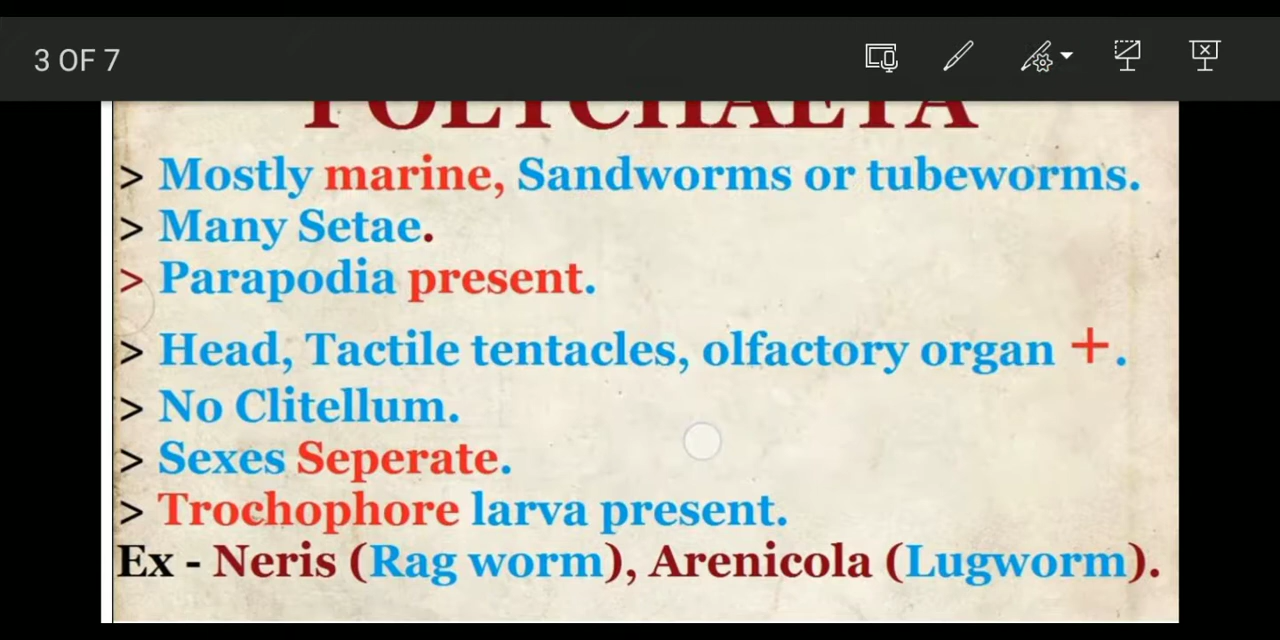 3 OF 7
POLYCHAETA
> Mostly marine, Sandworms or tubeworms.
> Many Setae.
> Parapodia present.
> Head, Tactile tentacles, olfactory organ +.
> No Clitellum.
> Sexes Seperate.
> Trochophore larva present.
Ex - Neris (Rag worm), Arenicola (Lugworm).